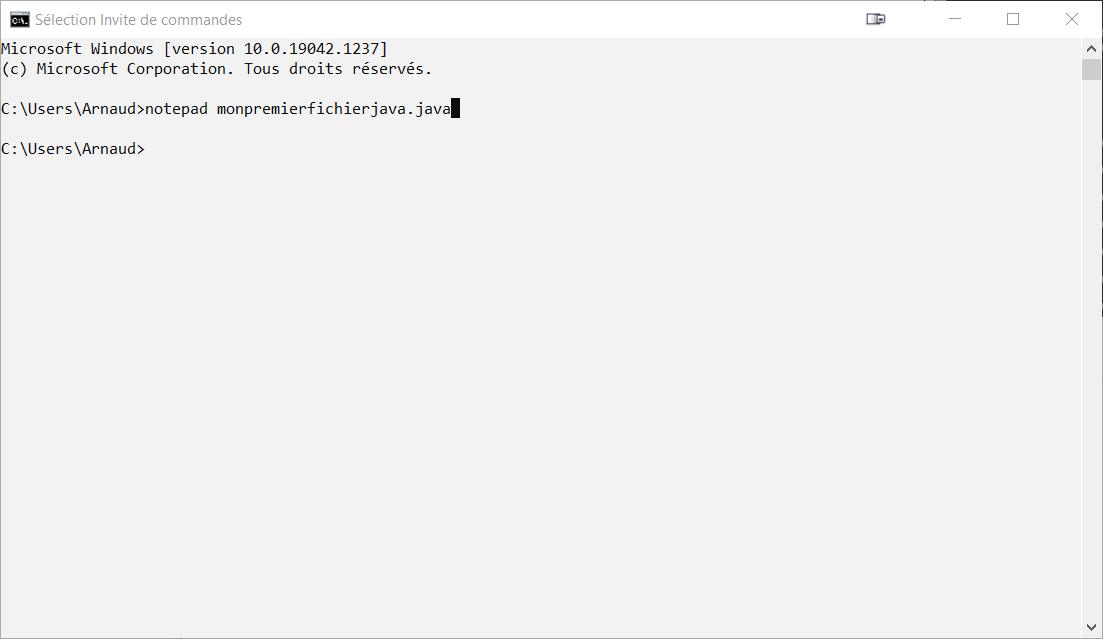 Sélection Invite de commandes
Microsoft Windows [version 10.0.19042.1237]
(c) Microsoft Corporation. Tous droits réservés.
C:\Users\Arnaud>notepad monpremierfichierjava.java
C:\Users\Arnaud>